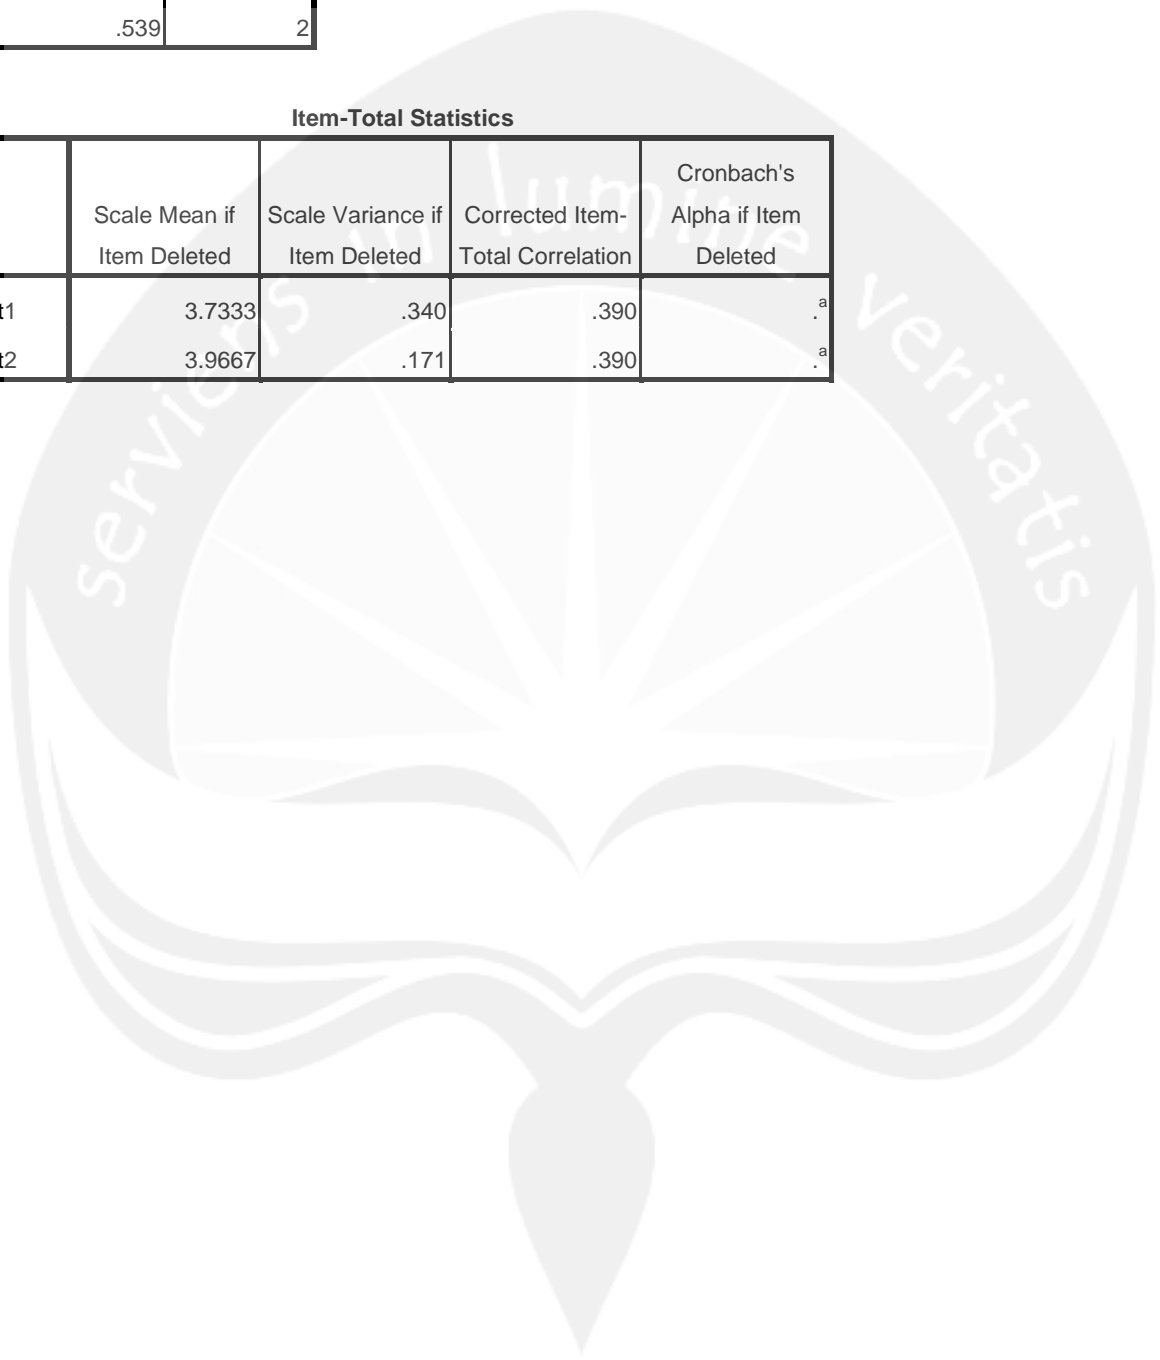 .539 2
Item-Total Statistics
Scale Mean if Item Deleted Scale Variance if Item Deleted Corrected Item-Total Correlation Cronbach's Alpha if Item Deleted
t1 3.7333 .340 .390 .a
t2 3.9667 .171 .390 .a
serviens in lumine veritatis